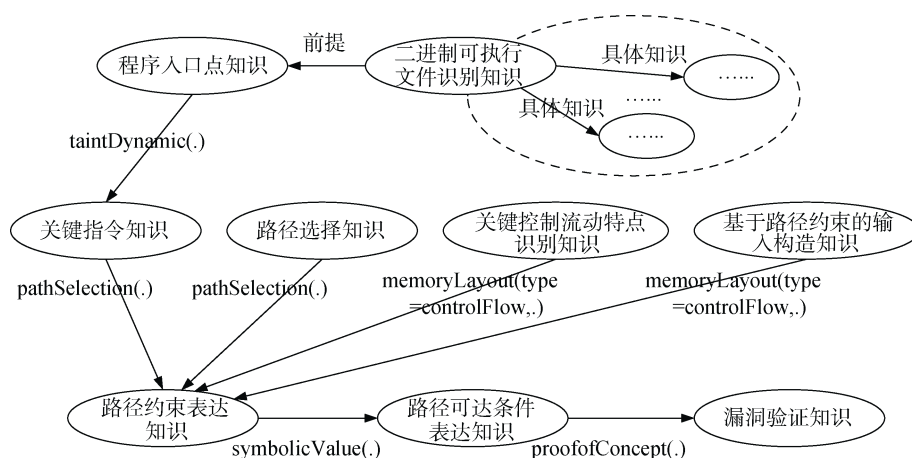 前提
程序入口点知识
二进制可执行
文件识别知识
具体知识
……
……
具体知识
……
taintDynamic(.)
关键指令知识
路径选择知识
关键控制流动特点
识别知识
基于路径约束的输
入构造知识
pathSelection(.)
pathSelection(.)
memoryLayout(type
=controlFlow,.)
memoryLayout(type
=controlFlow,.)
路径约束表达
知识
路径可达条件
表达知识
漏洞验证知识
symbolicValue(.)
proofofConcept(.)